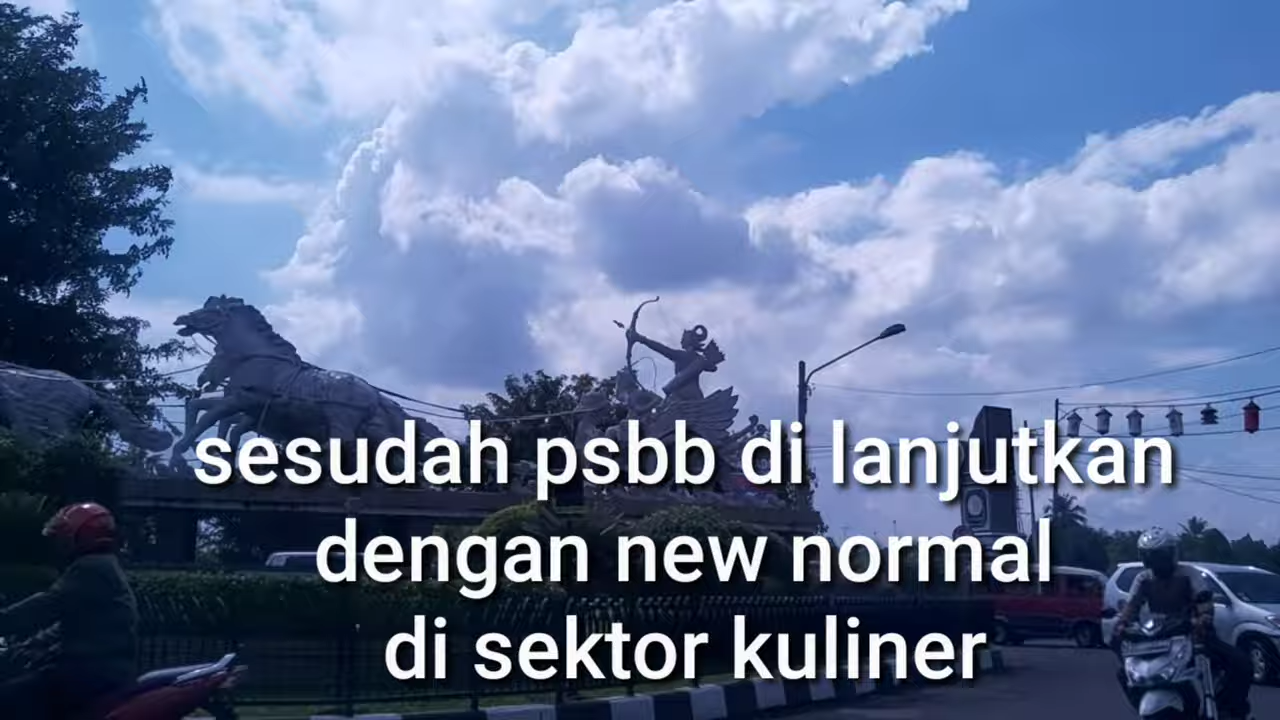 sesudah psbb di lanjutkan
dengan new normal
di sektor kuliner